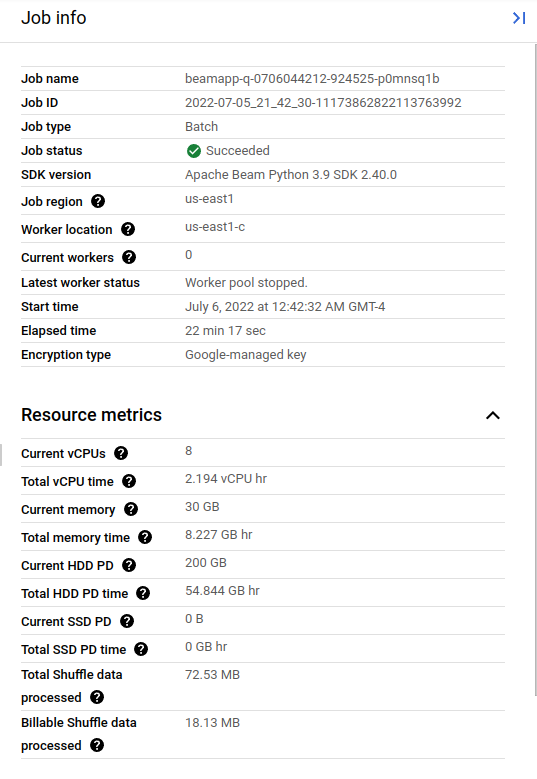 Job info
Job name beamapp-q-0706044212-924525-p0mnsq1b
Job ID 2022-07-05_21_42_30-11173862822113763992
Job type Batch
Job status Succeeded
SDK version Apache Beam Python 3.9 SDK 2.40.0
Job region ? us-east1
Worker location ? us-east1-c
Current workers ? 0
Latest worker status Worker pool stopped.
Start time July 6, 2022 at 12:42:32 AM GMT-4
Elapsed time 22 min 17 sec
Encryption type Google-managed key
Resource metrics
Current vCPUs ? 8
Total vCPU time ? 2.194 vCPU hr
Current memory ? 30 GB
Total memory time ? 8.227 GB hr
Current HDD PD ? 200 GB
Total HDD PD time ? 54.844 GB hr
Current SSD PD ? 0 B
Total SSD PD time ? 0 GB hr
Total Shuffle data 72.53 MB
processed ?
Billable Shuffle data 18.13 MB
processed ?